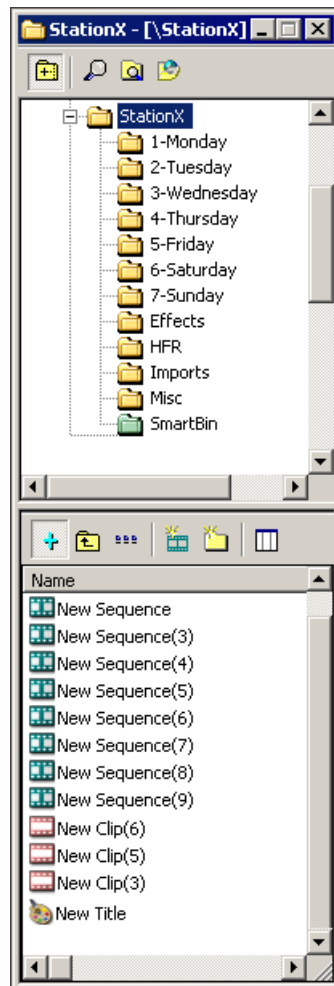 StationX - [\StationX]
StationX
1-Monday
2-Tuesday
3-Wednesday
4-Thursday
5-Friday
6-Saturday
7-Sunday
Effects
HFR
Imports
Misc
SmartBin
Name
New Sequence
New Sequence(3)
New Sequence(4)
New Sequence(5)
New Sequence(6)
New Sequence(7)
New Sequence(8)
New Sequence(9)
New Clip(6)
New Clip(5)
New Clip(3)
New Title